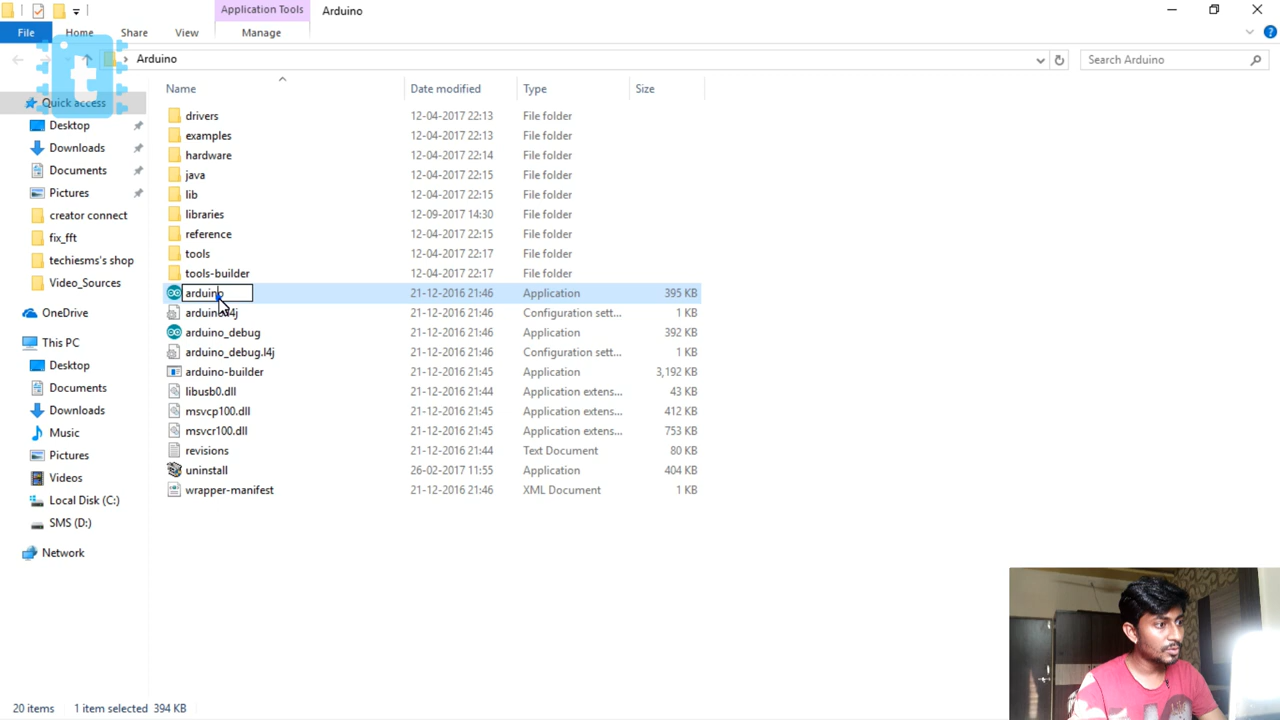 Application Tools
Arduino
File
Home
Share
View
Manage
Arduino
Search Arduino
Name
Date modified
Type
Size
Quick access
Desktop
Downloads
Documents
Pictures
creator connect
fix_fft
techiesms's shop
Video_Sources
OneDrive
This PC
Desktop
Documents
Downloads
Music
Pictures
Videos
Local Disk (C:)
SMS (D:)
Network
drivers 12-04-2017 22:13 File folder
examples 12-04-2017 22:13 File folder
hardware 12-04-2017 22:14 File folder
java 12-04-2017 22:15 File folder
lib 12-04-2017 22:15 File folder
libraries 12-09-2017 14:30 File folder
reference 12-04-2017 22:15 File folder
tools 12-04-2017 22:17 File folder
tools-builder 12-04-2017 22:17 File folder
arduino 21-12-2016 21:46 Application 395 KB
arduino.l4j 21-12-2016 21:46 Configuration sett... 1 KB
arduino_debug 21-12-2016 21:46 Application 392 KB
arduino_debug.l4j 21-12-2016 21:46 Configuration sett... 1 KB
arduino-builder 21-12-2016 21:45 Application 3,192 KB
libusb0.dll 21-12-2016 21:44 Application extens... 43 KB
msvcp100.dll 21-12-2016 21:45 Application extens... 412 KB
msvcr100.dll 21-12-2016 21:45 Application extens... 753 KB
revisions 21-12-2016 21:44 Text Document 80 KB
uninstall 26-02-2017 11:55 Application 404 KB
wrapper-manifest 21-12-2016 21:46 XML Document 1 KB
20 items
1 item selected 394 KB